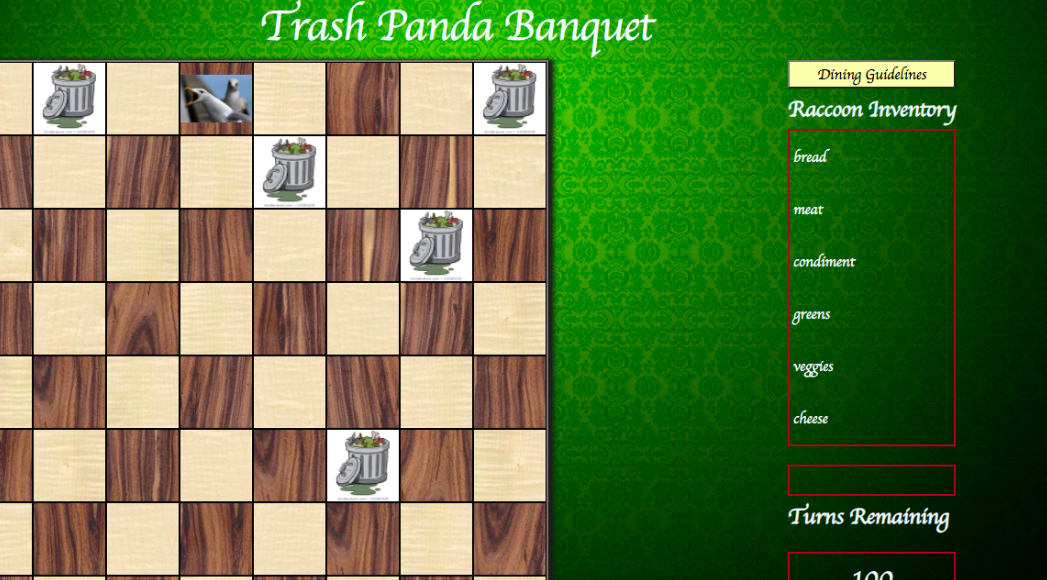 Trash Panda Banquet
Dining Guidelines
Raccoon Inventory
bread
meat
condiment
greens
veggies
cheese
Turns Remaining
100